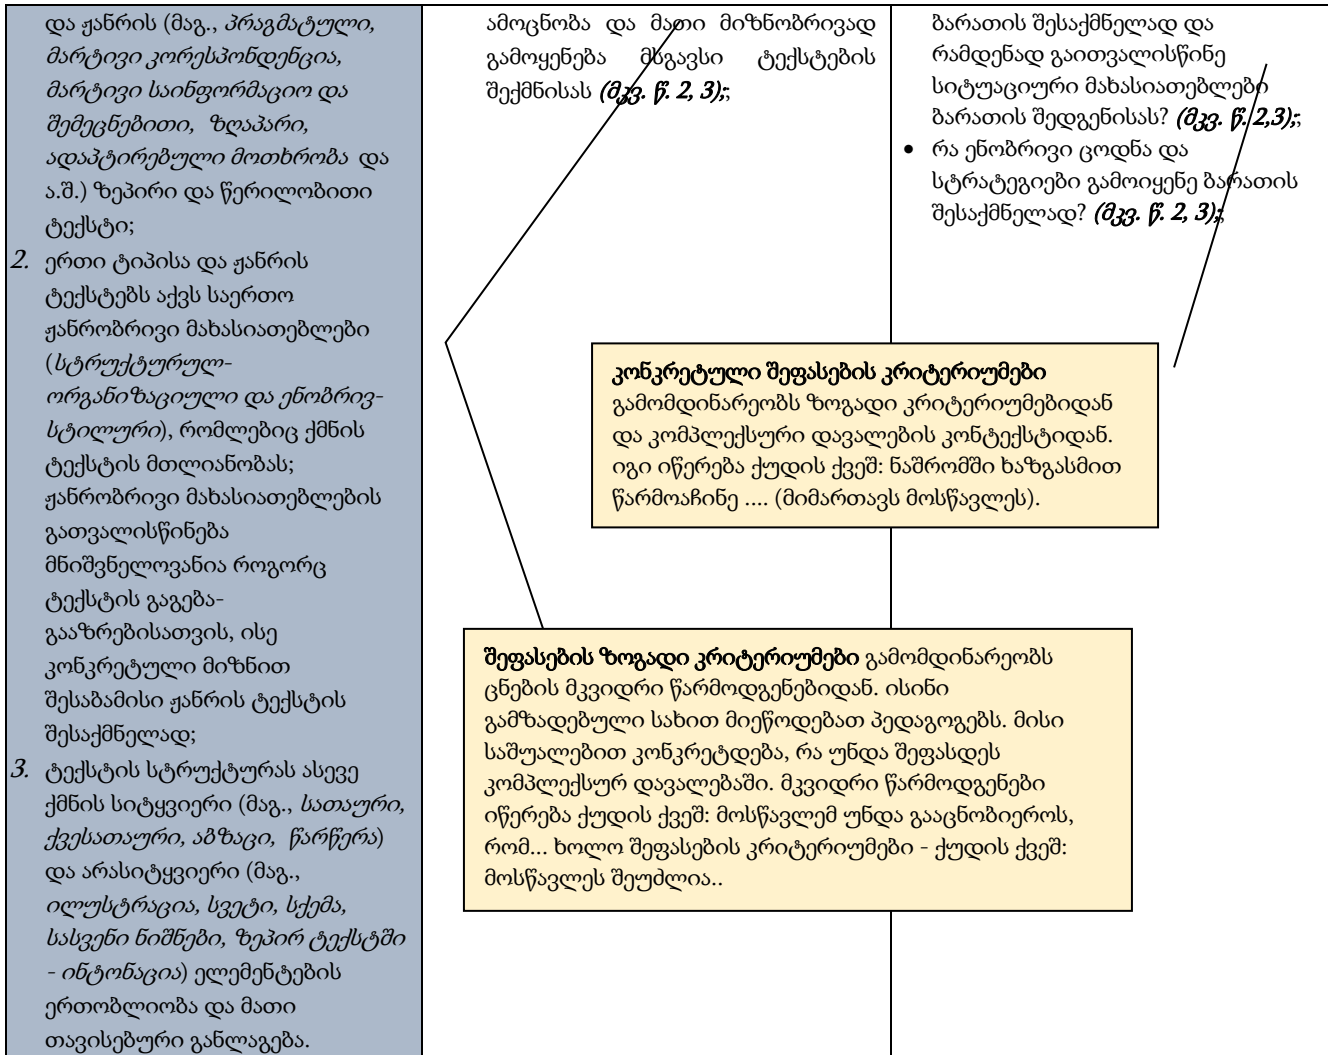 და ჟანრის (მაგ., პრაგმატული,
მარტივი კორესპონდენცია,
მარტივი საინფორმაციო და
შემეცნებითი, ზღაპარი,
ადაპტირებული მოთხრობა და
ა.შ.) ზეპირი და წერილობითი
ტექსტი;
2. ერთი ტიპისა და ჟანრის
ტექსტებს აქვს საერთო
ჟანრობრივი მახასიათებლები
(სტრუქტურულ-
ორგანიზაციული და ენობრივ-
სტილური), რომლებიც ქმნის
ტექსტის მთლიანობას;
ჟანრობრივი მახასიათებლების
გათვალისწინება
მნიშვნელოვანია როგორც
ტექსტის გაგება-
გააზრებისათვის, ისე
კონკრეტული მიზნით
შესაბამისი ჟანრის ტექსტის
შესაქმნელად;
3. ტექსტის სტრუქტურას ასევე
ქმნის სიტყვიერი (მაგ., სათაური,
ქვესათაური, აბზაცი, წარწერა)
და არასიტყვიერი (მაგ.,
ილუსტრაცია, სვეტი, სქემა,
სასვენი ნიშნები, ზეპირ ტექსტში
- ინტონაცია) ელემენტების
ერთობლიობა და მათი
თავისებური განლაგება.
ამოცნობა და მათი მიზნობრივად
გამოყენება მსგავსი ტექსტების
შექმნისას (მკვ. წ. 2, 3);;
ბარათის შესაქმნელად და
რამდენად გაითვალისწინე
სიტუაციური მახასიათებლები
ბარათის შედგენისას? (მკვ. წ. 2,3);;
• რა ენობრივი ცოდნა და
სტრატეგიები გამოიყენე ბარათის
შესაქმნელად? (მკვ. წ. 2, 3);;
კონკრეტული შეფასების კრიტერიუმები
გამომდინარეობს ზოგადი კრიტერიუმებიდან
და კომპლექსური დავალების კონტექსტიდან.
იგი იწერება ქუდის ქვეშ: ნაშრომში ხაზგასმით
წარმოაჩინე .... (მიმართავს მოსწავლეს).
შეფასების ზოგადი კრიტერიუმები გამომდინარეობს
ცნების მკვიდრი წარმოდგენებიდან. ისინი
გამზადებული სახით მიეწოდებათ პედაგოგებს. მისი
საშუალებით კონკრეტდება, რა უნდა შეფასდეს
კომპლექსურ დავალებაში. მკვიდრი წარმოდგენები
იწერება ქუდის ქვეშ: მოსწავლემ უნდა გააცნობიეროს,
რომ... ხოლო შეფასების კრიტერიუმები - ქუდის ქვეშ:
მოსწავლეს შეუძლია..